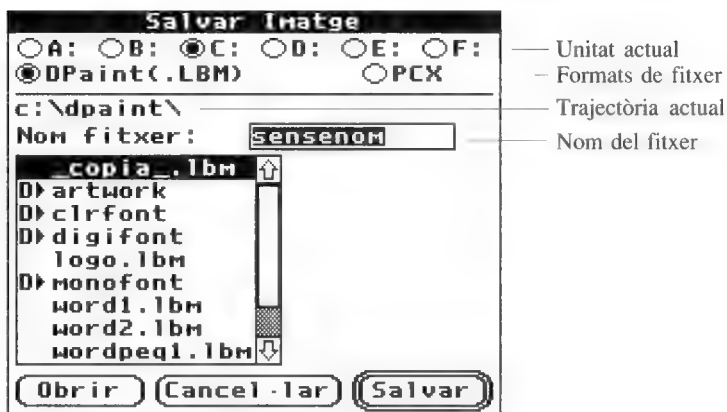 Salvar Imatge
A: B: C: D: E: F: Unitat actual
DPaint(.LBM) PCX Formats de fitxer
c:\dpaint\ Trajectòria actual
Nom fitxer: sensenom Nom del fitxer
_copia_.lbm
D▸artwork
D▸clrfont
D▸digifont
logo.lbm
D▸monofont
word1.lbm
word2.lbm
wordpeq1.lbm
Obrir Cancel·lar Salvar